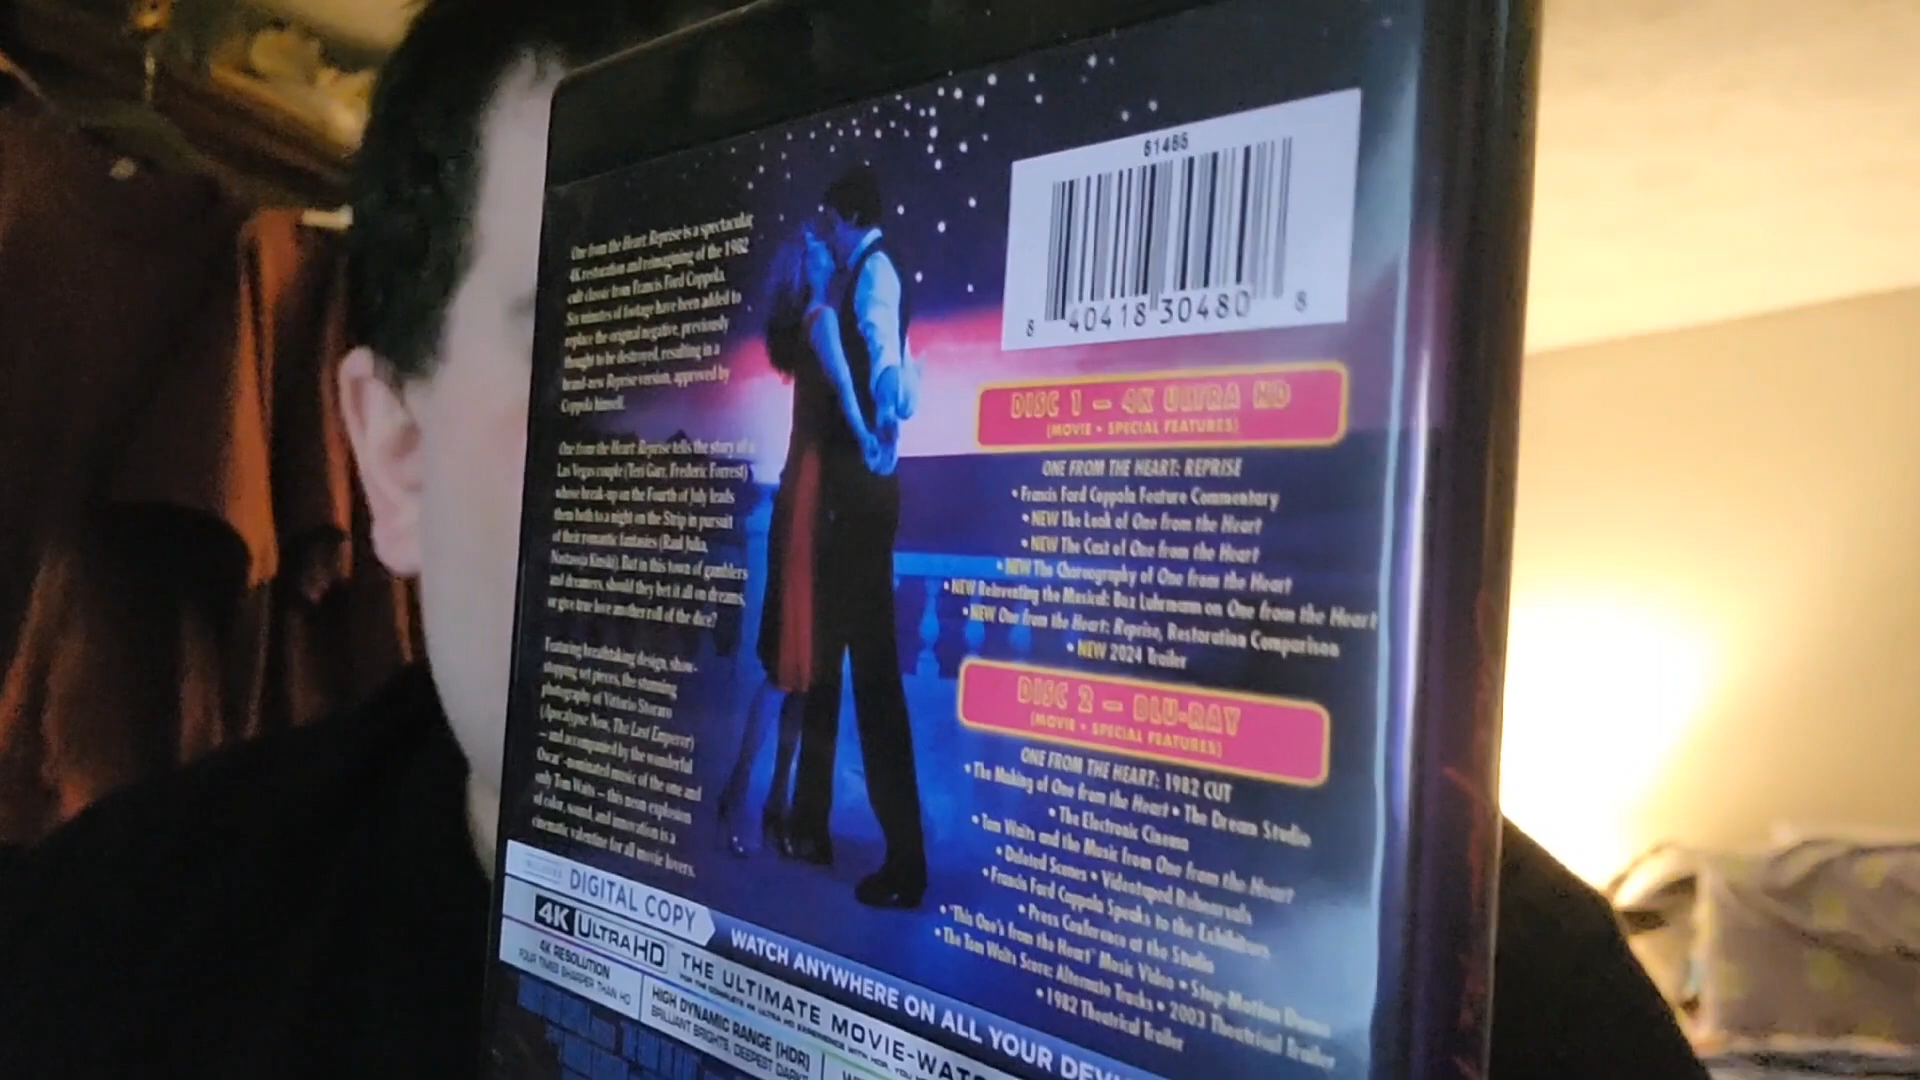 One from the Heart: Reprise is a spectacular
4K restoration and reimagining of the 1982
cult classic from Francis Ford Coppola.
Six minutes of footage have been added to
replace the original negative, previously
thought to be destroyed, resulting in a
brand-new Reprise version, approved by
Coppola himself.
One from the Heart: Reprise tells the story of a
Las Vegas couple (Teri Garr, Frederic Forrest)
whose break-up on the Fourth of July leads
them both to a night on the Strip in pursuit
of their romantic fantasies (Raul Julia,
Nastassja Kinski). But in this town of gamblers
and dreamers, should they bet it all on dreams,
or give true love another roll of the dice?
Featuring breathtaking design, show-
stopping set pieces, the stunning
photography of Vittorio Storaro
(Apocalypse Now, The Last Emperor)
– and accompanied by the wonderful
Oscar®-nominated music of the one and
only Tom Waits – this neon explosion
of color, sound, and innovation is a
cinematic valentine for all movie lovers.
61485
8 40418 30480 8
DISC 1 – 4K ULTRA HD
(MOVIE • SPECIAL FEATURES)
ONE FROM THE HEART: REPRISE
• Francis Ford Coppola Feature Commentary
• NEW The Look of One from the Heart
• NEW The Cast of One from the Heart
• NEW The Choreography of One from the Heart
• NEW Reinventing the Musical: Baz Luhrmann on One from the Heart
• NEW One from the Heart: Reprise, Restoration Comparison
• NEW 2024 Trailer
DISC 2 – BLU-RAY
(MOVIE • SPECIAL FEATURES)
ONE FROM THE HEART: 1982 CUT
• The Making of One from the Heart • The Dream Studio
• The Electronic Cinema
• Tom Waits and the Music from One from the Heart
• Deleted Scenes • Videotaped Rehearsals
• Francis Ford Coppola Speaks to the Exhibitors
• Press Conference at the Studio
• "This One's from the Heart" Music Video • Stop-Motion Demo
• The Tom Waits Score: Alternate Tracks • 2003 Theatrical Trailer
• 1982 Theatrical Trailer
INCLUDES DIGITAL COPY
WATCH ANYWHERE ON ALL YOUR DEVI
4K ULTRA HD
THE ULTIMATE MOVIE-WATC
4K RESOLUTION
FOUR TIMES SHARPER THAN HD
HIGH DYNAMIC RANGE (HDR)
BRILLIANT BRIGHTS, DEEPEST DARK